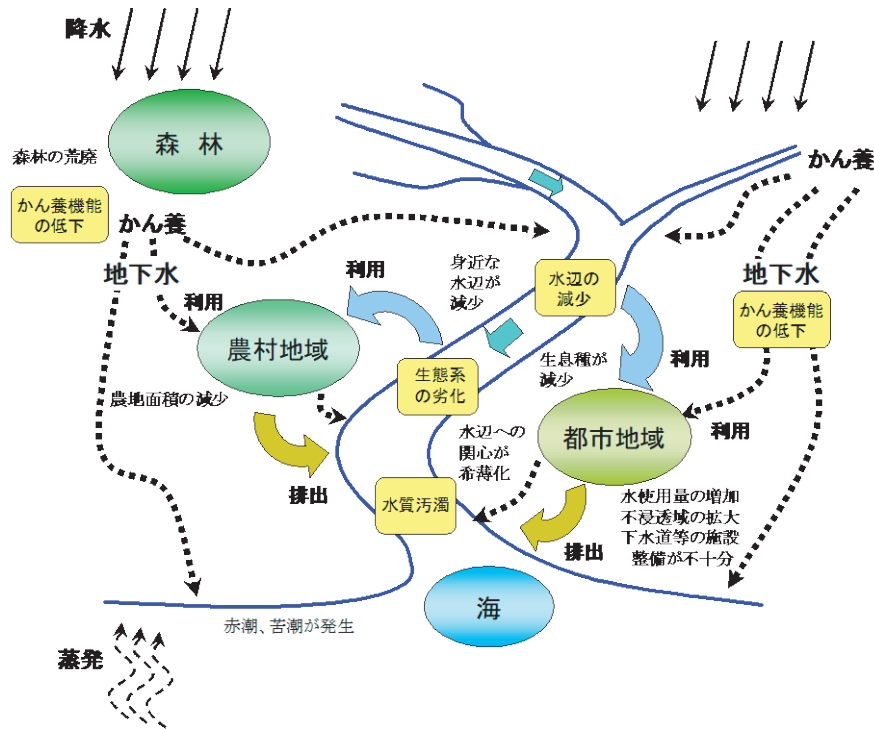 降水
森 林
森林の荒廃
かん養機能
の低下
かん養
地下水
利用
農村地域
農地面積の減少
排出
利用
身近な
水辺が
減少
水辺の
減少
生態系
の劣化
生息種が
減少
利用
水辺への
関心が
希薄化
水質汚濁
都市地域
利用
かん養
地下水
かん養機能
の低下
水使用量の増加
不浸透域の拡大
下水道等の施設
整備が不十分
排出
海
赤潮、苦潮が発生
蒸発